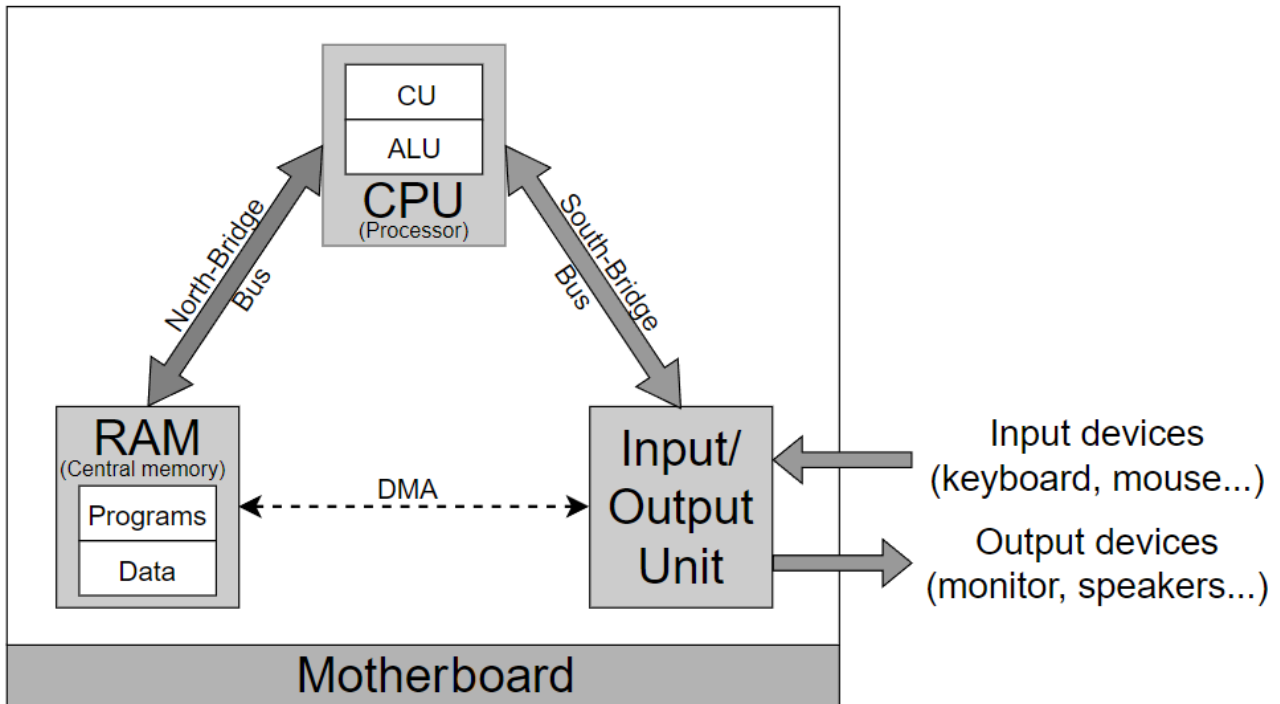 CU
ALU
CPU
(Processor)
North-Bridge
Bus
South-Bridge
Bus
RAM
(Central memory)
Programs
Data
DMA
Input/
Output
Unit
Input devices
(keyboard, mouse...)
Output devices
(monitor, speakers...)
Motherboard